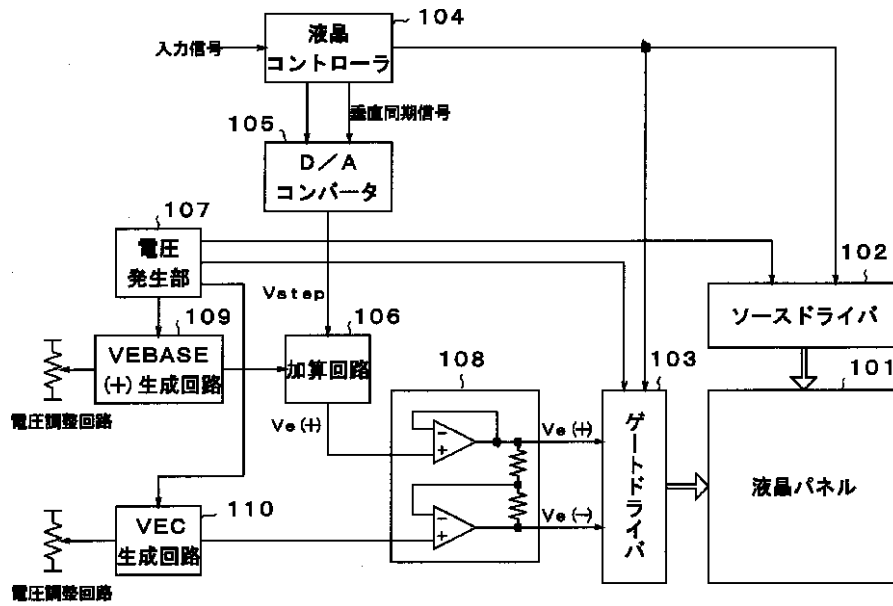 104
入力信号
液晶
コントローラ
垂直同期信号
105
D/A
コンバータ
107
電圧
発生部
102
ソースドライバ
Vstep
109
106
VEBASE
(+)生成回路
加算回路
108
103
101
電圧調整回路
Ve(+)
Ve(+)
ゲートドライバ
液晶パネル
Ve(-)
110
VEC
生成回路
電圧調整回路